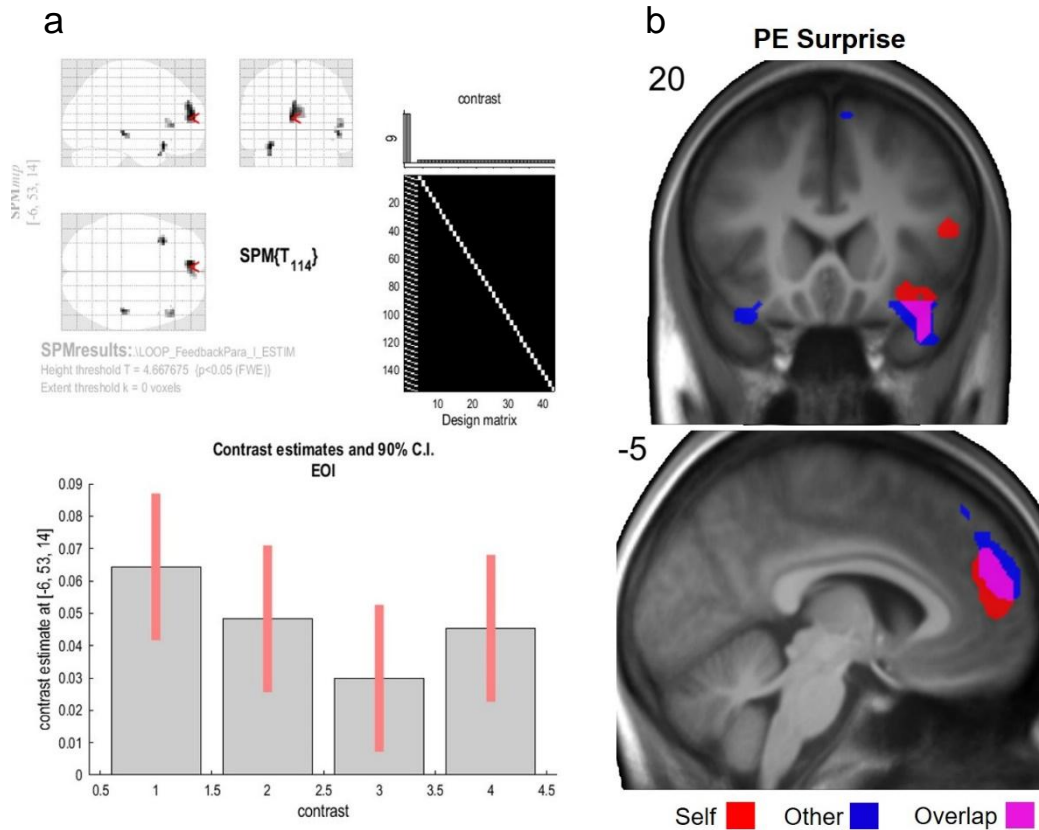 a
SPMmip
[-6, 53, 14]
SPM{T114}
SPMresults: .\LOOP_FeedbackPara_I_ESTIM
Height threshold T = 4.667675 {p<0.05 (FWE)}
Extent threshold k = 0 voxels
contrast
9
20
40
60
80
100
120
140
10 20 30 40
Design matrix
Contrast estimates and 90% C.I.
EOI
contrast estimate at [-6, 53, 14]
0.09
0.08
0.07
0.06
0.05
0.04
0.03
0.02
0.01
0
0.5 1 1.5 2 2.5 3 3.5 4 4.5
contrast
b
PE Surprise
20
-5
Self Other Overlap